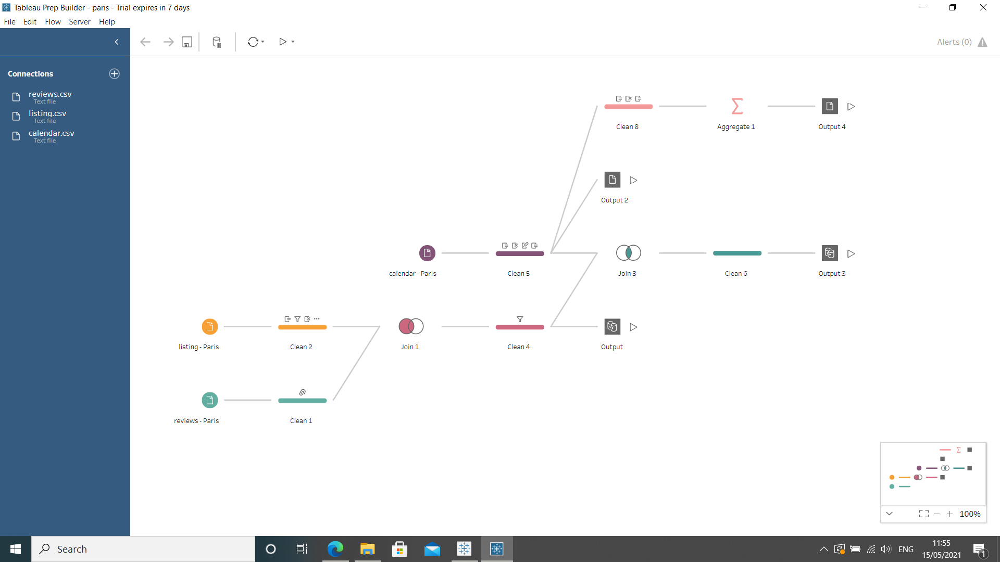 Tableau Prep Builder - paris - Trial expires in 7 days
File Edit Flow Server Help
Alerts (0)
Connections
reviews.csv
Text file
listing.csv
Text file
calendar.csv
Text file
Clean 8
Aggregate 1
Output 4
Output 2
calendar - Paris
Clean 5
Join 3
Clean 6
Output 3
listing - Paris
Clean 2
Join 1
Clean 4
Output
reviews - Paris
Clean 1
100%
Search
ENG
11:55
15/05/2021
1